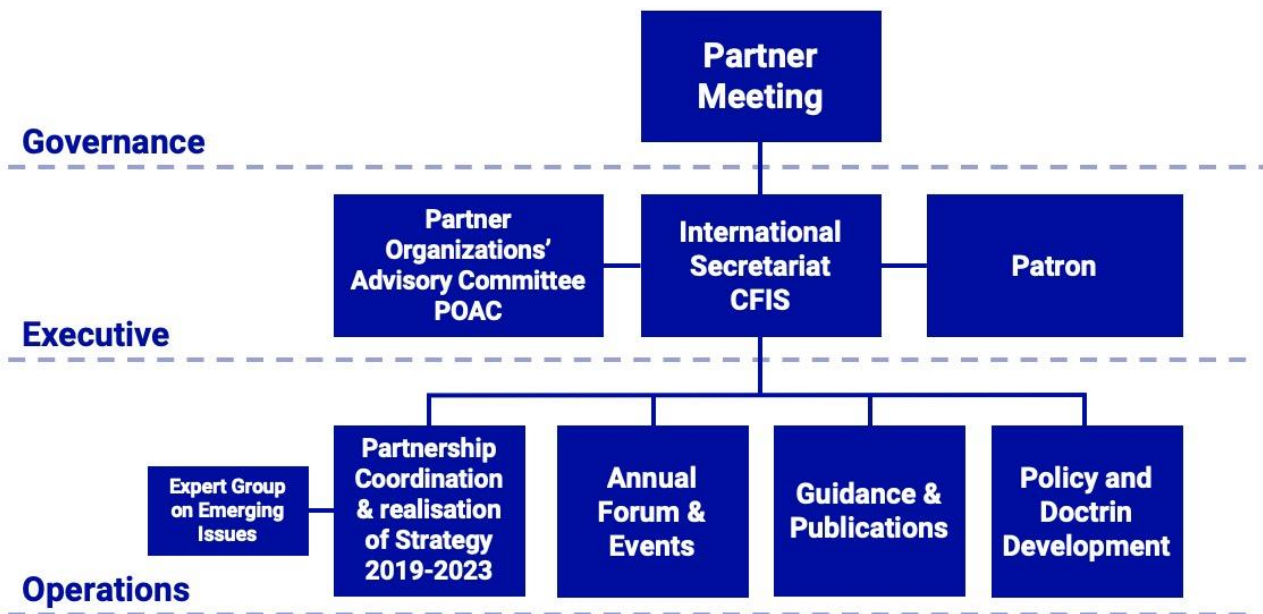 Partner
Meeting
Governance
Partner
Organizations’
Advisory Committee
POAC
International
Secretariat
CFIS
Patron
Executive
Expert Group
on Emerging
Issues
Partnership
Coordination
& realisation
of Strategy
2019-2023
Annual
Forum &
Events
Guidance &
Publications
Policy and
Doctrin
Development
Operations